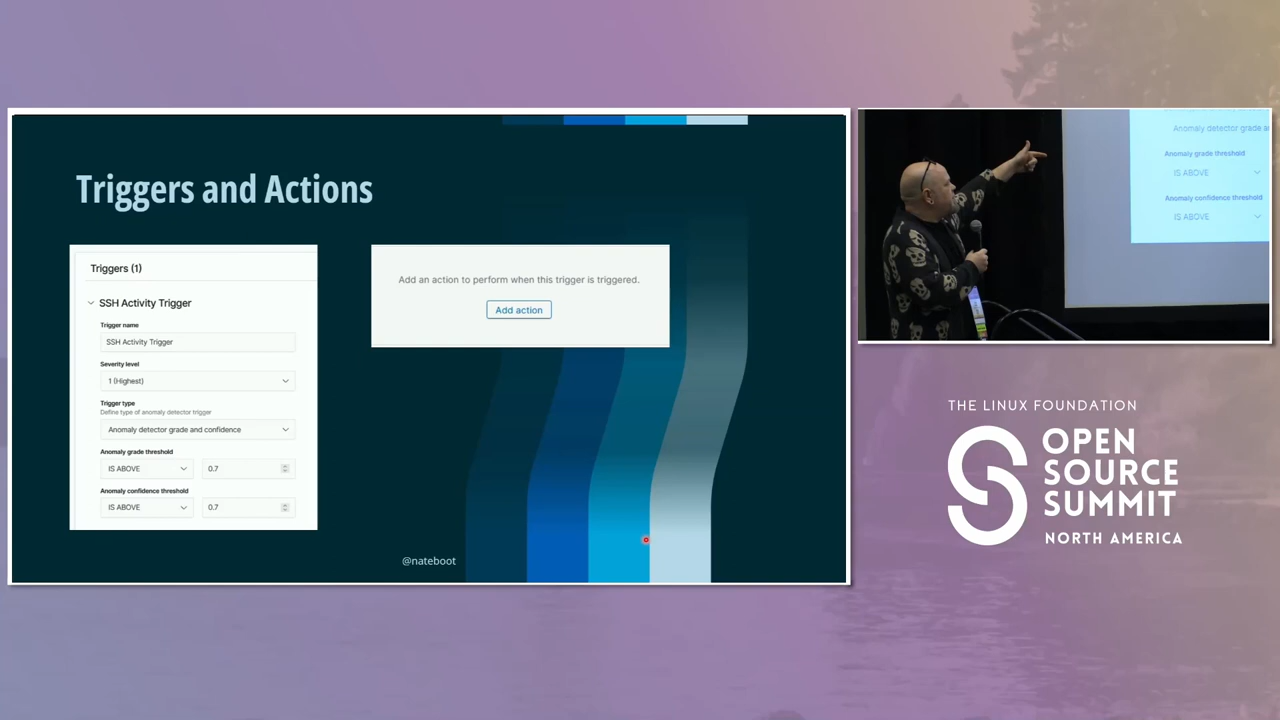 Triggers and Actions
Triggers (1)
SSH Activity Trigger
Trigger name
SSH Activity Trigger
Severity level
1 (Highest)
Trigger type
Define type of anomaly detector trigger
Anomaly detector grade and confidence
Anomaly grade threshold
IS ABOVE 0.7
Anomaly confidence threshold
IS ABOVE 0.7
Add an action to perform when this trigger is triggered.
Add action
@nateboot
Anomaly detector grade
Anomaly grade threshold
IS ABOVE
Anomaly confidence threshold
IS ABOVE
THE LINUX FOUNDATION
OPEN
SOURCE
SUMMIT
NORTH AMERICA